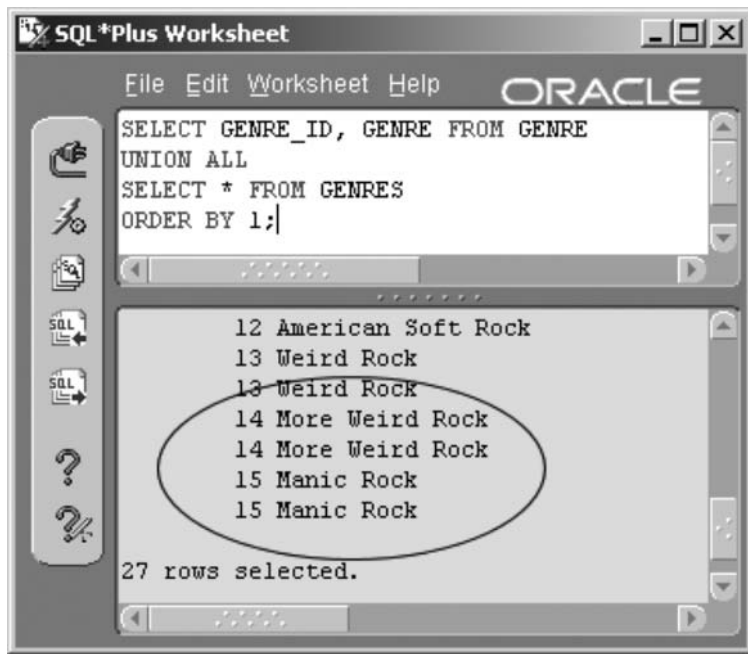 SQL*Plus Worksheet
File Edit Worksheet Help
ORACLE
SELECT GENRE_ID, GENRE FROM GENRE
UNION ALL
SELECT * FROM GENRES
ORDER BY 1;
12 American Soft Rock
13 Weird Rock
13 Weird Rock
14 More Weird Rock
14 More Weird Rock
15 Manic Rock
15 Manic Rock
27 rows selected.
SQL
SQL